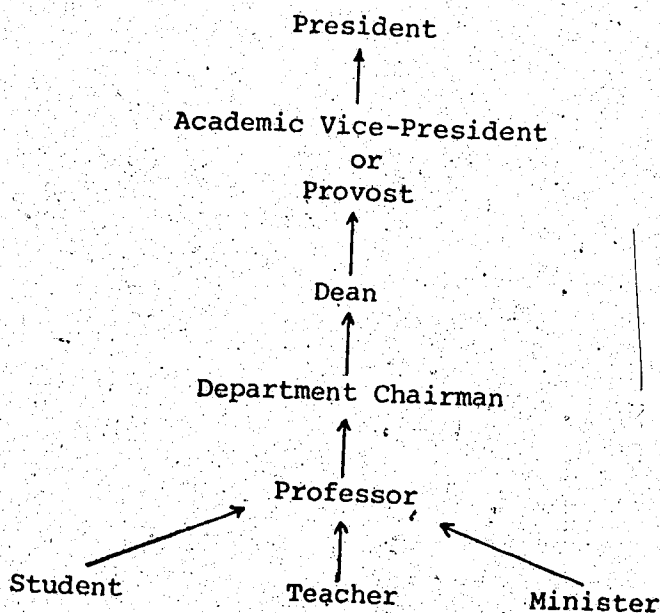 President
Academic Vice-President
or
Provost
Dean
Department Chairman
Professor
Student Teacher Minister